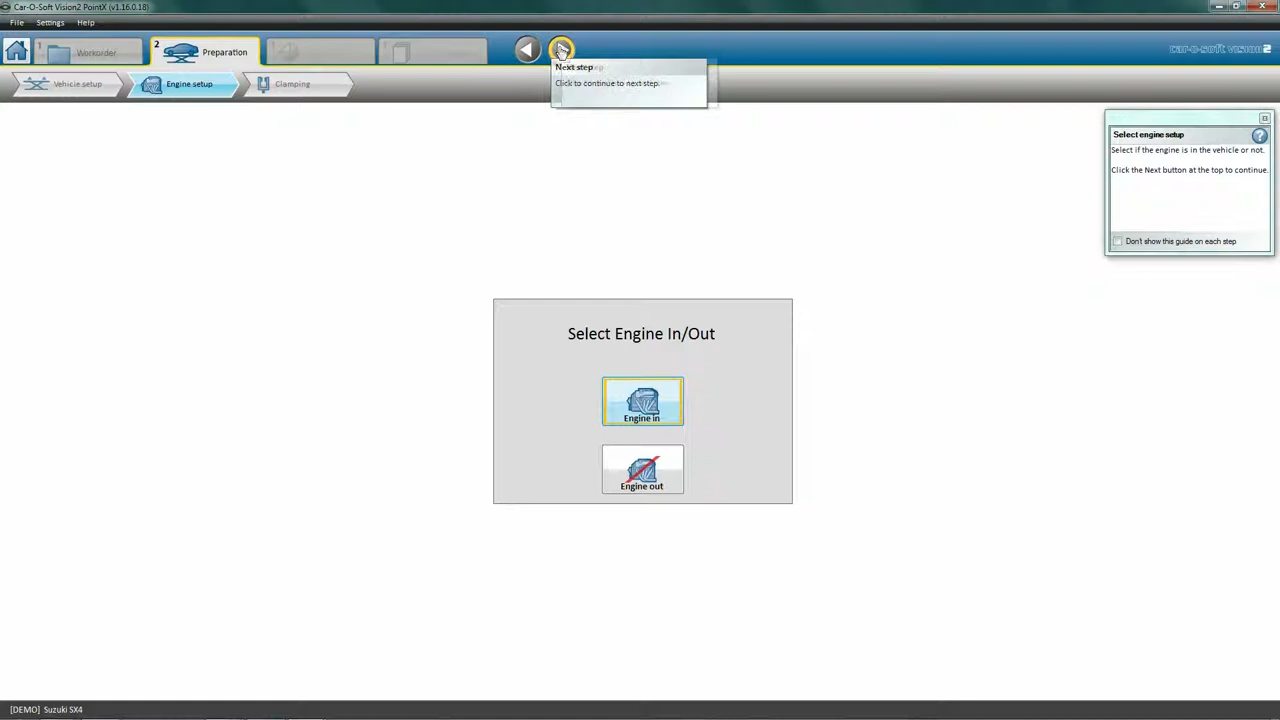 Car-O-Soft Vision2 PointX (v1.16.0.18)
File Settings Help
1 Workorder
2 Preparation
car-o-soft vision2
Vehicle setup
Engine setup
Clamping
Next step
Click to continue to next step.
Select engine setup
Select if the engine is in the vehicle or not.
Click the Next button at the top to continue.
Don't show this guide on each step
Select Engine In/Out
Engine in
Engine out
[DEMO] Suzuki SX4